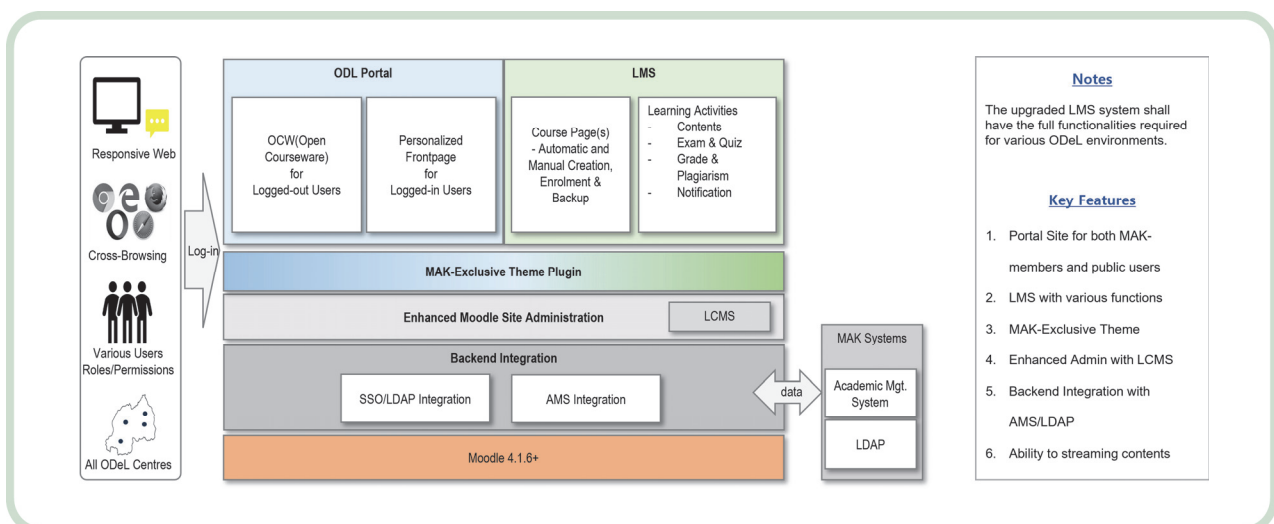 Responsive Web
Cross-Browsing
Various Users
Roles/Permissions
All ODeL Centres
Log-in
ODL Portal
OCW(Open
Courseware)
for
Logged-out Users
Personalized
Frontpage
for
Logged-in Users
LMS
Course Page(s)
- Automatic and
Manual Creation,
Enrolment &
Backup
Learning Activities
- Contents
- Exam & Quiz
- Grade &
Plagiarism
- Notification
MAK-Exclusive Theme Plugin
Enhanced Moodle Site Administration
LCMS
Backend Integration
SSO/LDAP Integration
AMS Integration
Moodle 4.1.6+
data
MAK Systems
Academic Mgt.
System
LDAP
Notes
The upgraded LMS system shall
have the full functionalities required
for various ODeL environments.
Key Features
1. Portal Site for both MAK-
members and public users
2. LMS with various functions
3. MAK-Exclusive Theme
4. Enhanced Admin with LCMS
5. Backend Integration with
AMS/LDAP
6. Ability to streaming contents